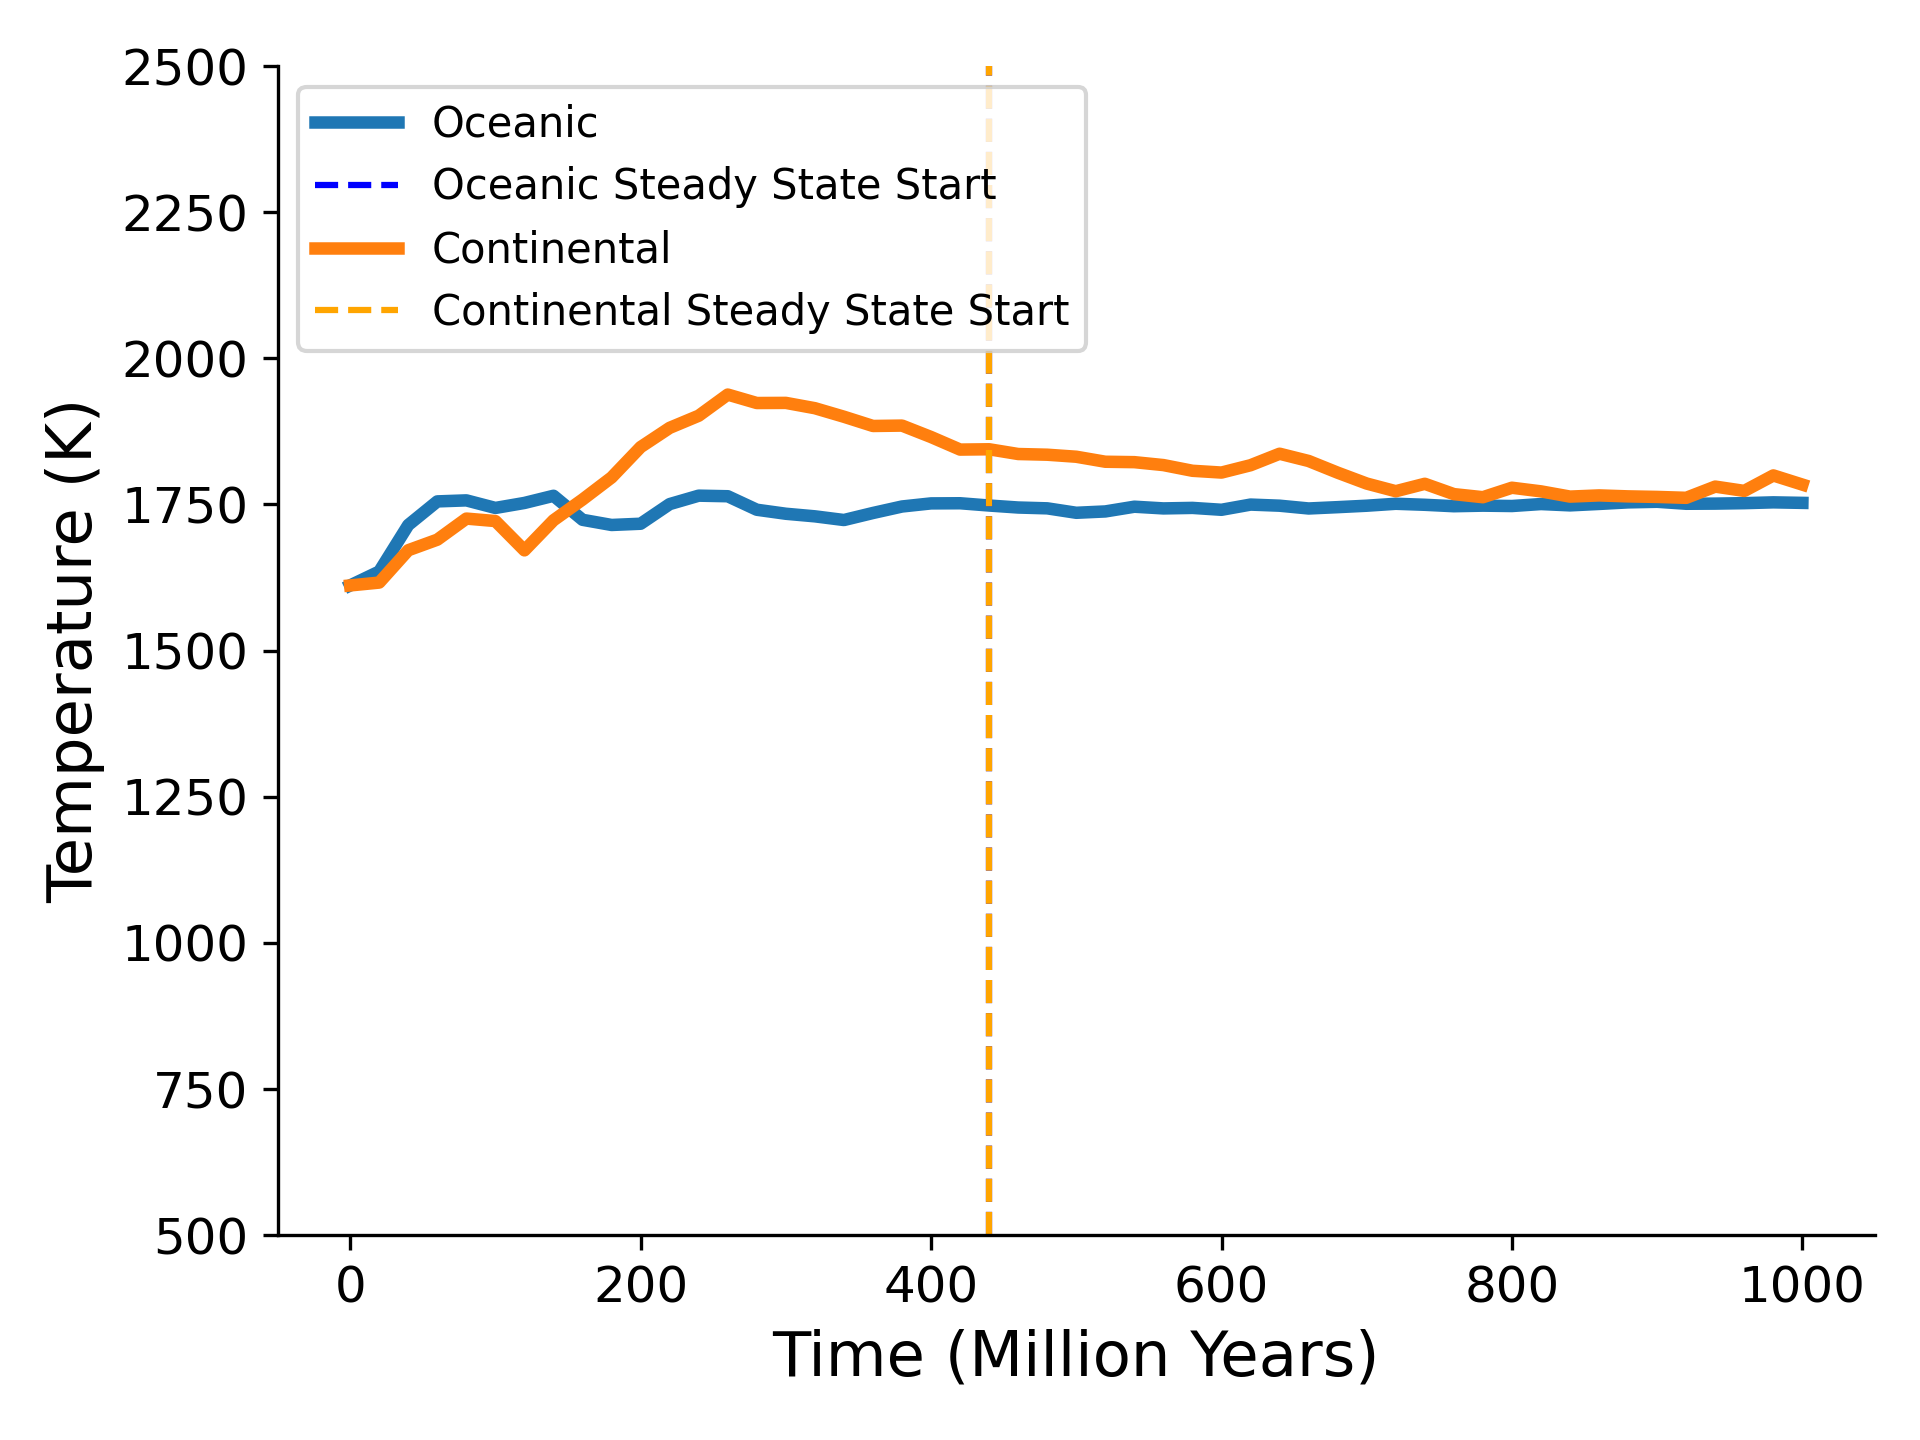 2500
2250
2000
1750
1500
1250
1000
750
500
Temperature (K)
Oceanic
Oceanic Steady State Start
Continental
Continental Steady State Start
0 200 400 600 800 1000
Time (Million Years)